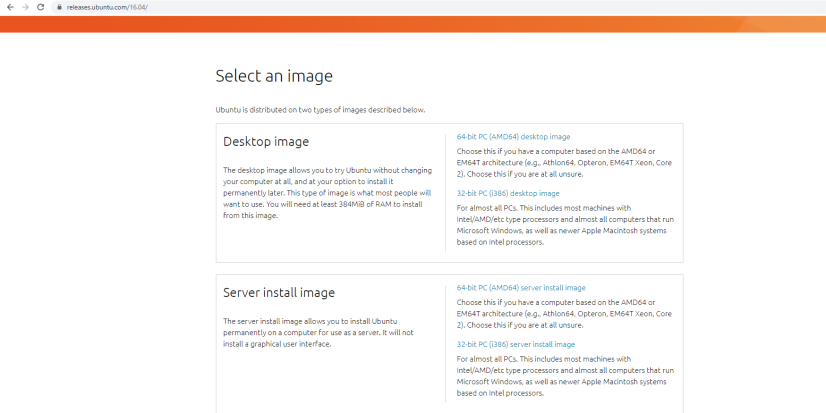 releases.ubuntu.com/16.04/
Select an image
Ubuntu is distributed on two types of images described below.
Desktop image
The desktop image allows you to try Ubuntu without changing
your computer at all, and at your option to install it
permanently later. This type of image is what most people will
want to use. You will need at least 384MiB of RAM to install
from this image.
64-bit PC (AMD64) desktop image
Choose this if you have a computer based on the AMD64 or
EM64T architecture (e.g., Athlon64, Opteron, EM64T Xeon, Core
2). Choose this if you are at all unsure.
32-bit PC (i386) desktop image
For almost all PCs. This includes most machines with
Intel/AMD/etc type processors and almost all computers that run
Microsoft Windows, as well as newer Apple Macintosh systems
based on Intel processors.
Server install image
The server install image allows you to install Ubuntu
permanently on a computer for use as a server. It will not
install a graphical user interface.
64-bit PC (AMD64) server install image
Choose this if you have a computer based on the AMD64 or
EM64T architecture (e.g., Athlon64, Opteron, EM64T Xeon, Core
2). Choose this if you are at all unsure.
32-bit PC (i386) server install image
For almost all PCs. This includes most machines with
Intel/AMD/etc type processors and almost all computers that run
Microsoft Windows, as well as newer Apple Macintosh systems
based on Intel processors.